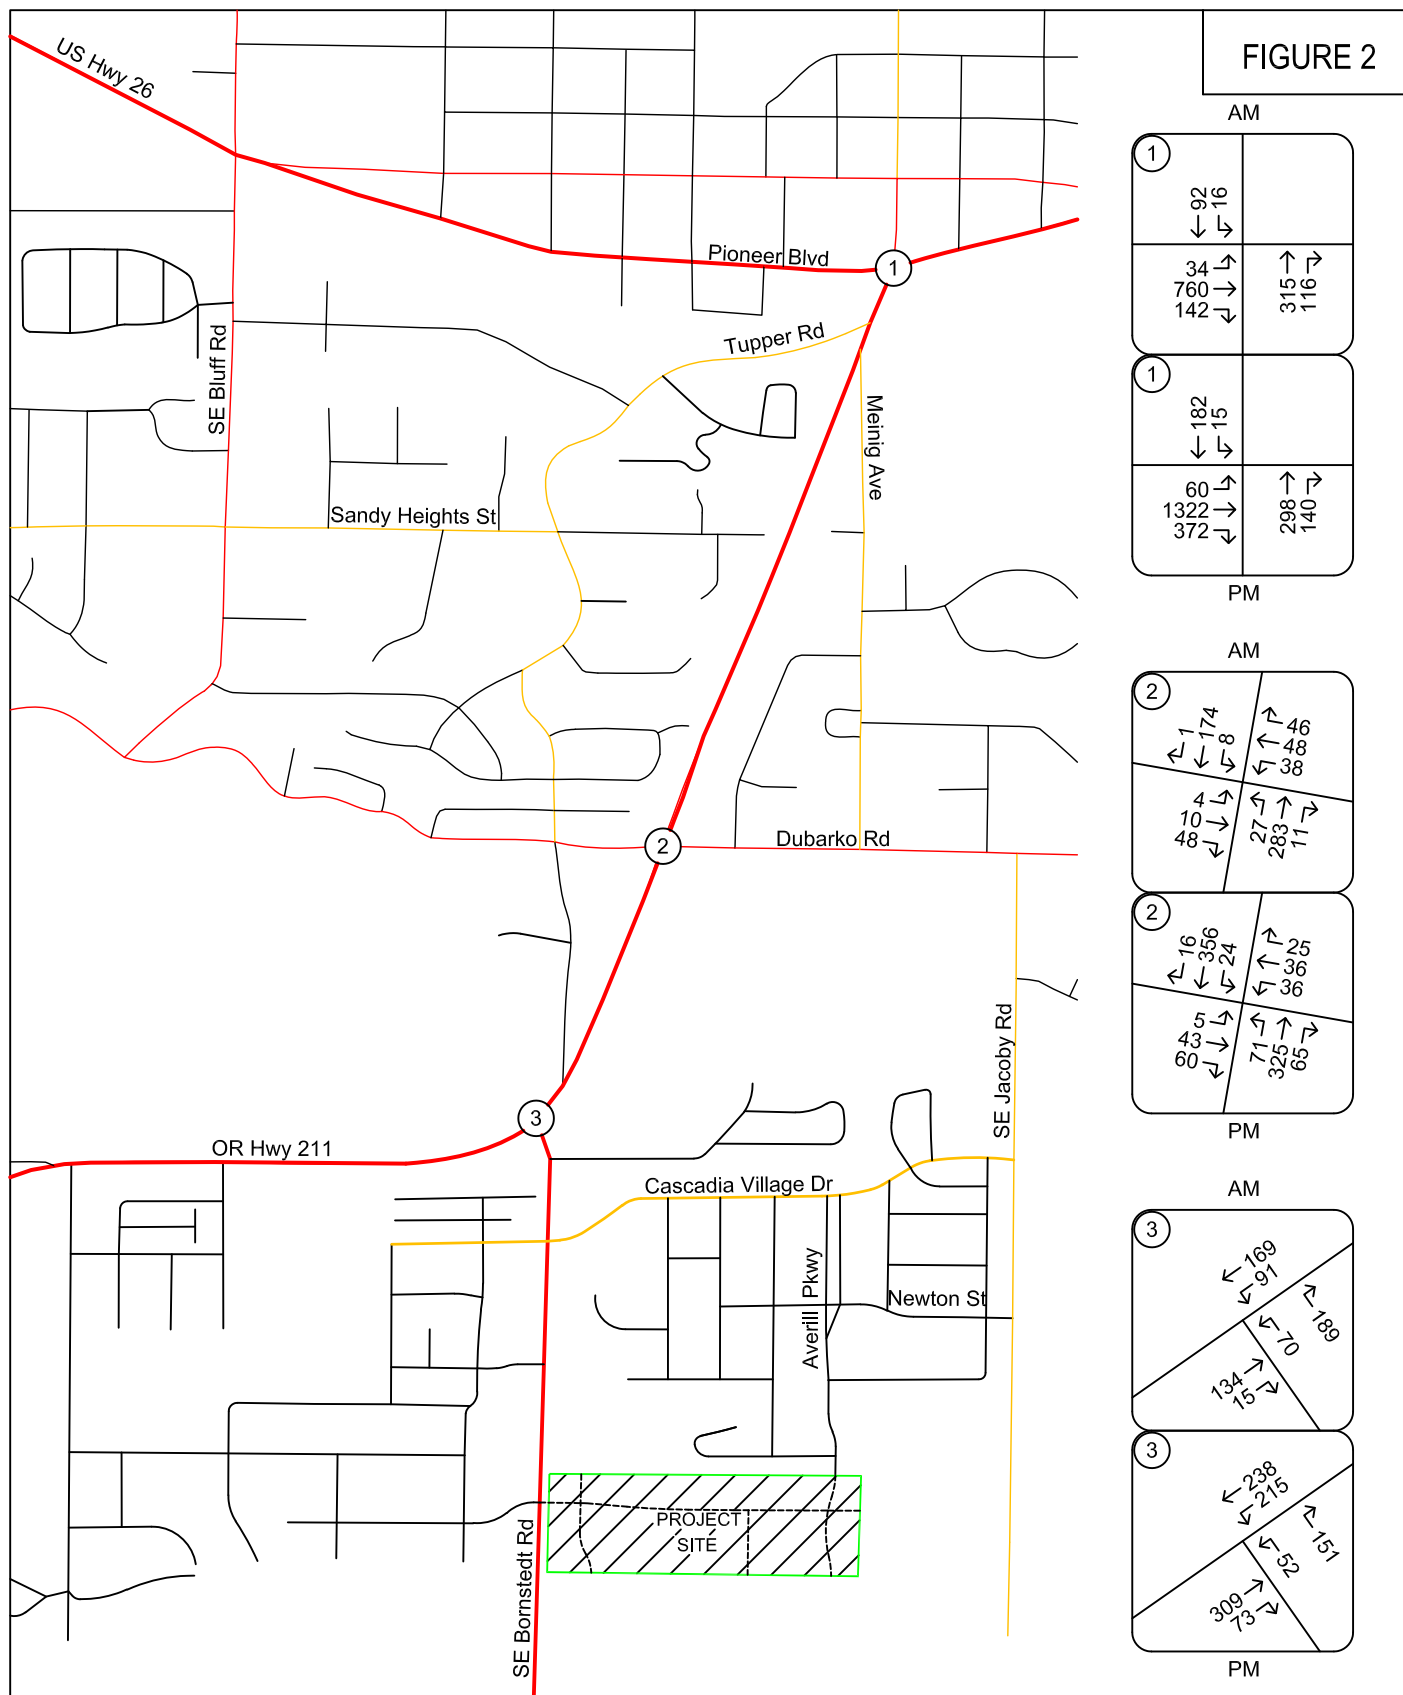 FIGURE 2
US Hwy 26
Pioneer Blvd
Tupper Rd
SE Bluff Rd
Meinig Ave
Sandy Heights St
Dubarko Rd
SE Jacoby Rd
OR Hwy 211
Cascadia Village Dr
Averill Pkwy
Newton St
PROJECT
SITE
SE Bornstedt Rd
1
2
3
AM
1
92
16
34
760
142
315
116
1
182
15
60
1322
372
298
140
PM
AM
2
1
174
8
46
48
38
4
10
48
27
283
11
2
16
356
24
25
36
36
5
43
60
71
325
65
PM
AM
3
169
91
189
70
134
15
3
238
215
151
52
309
73
PM